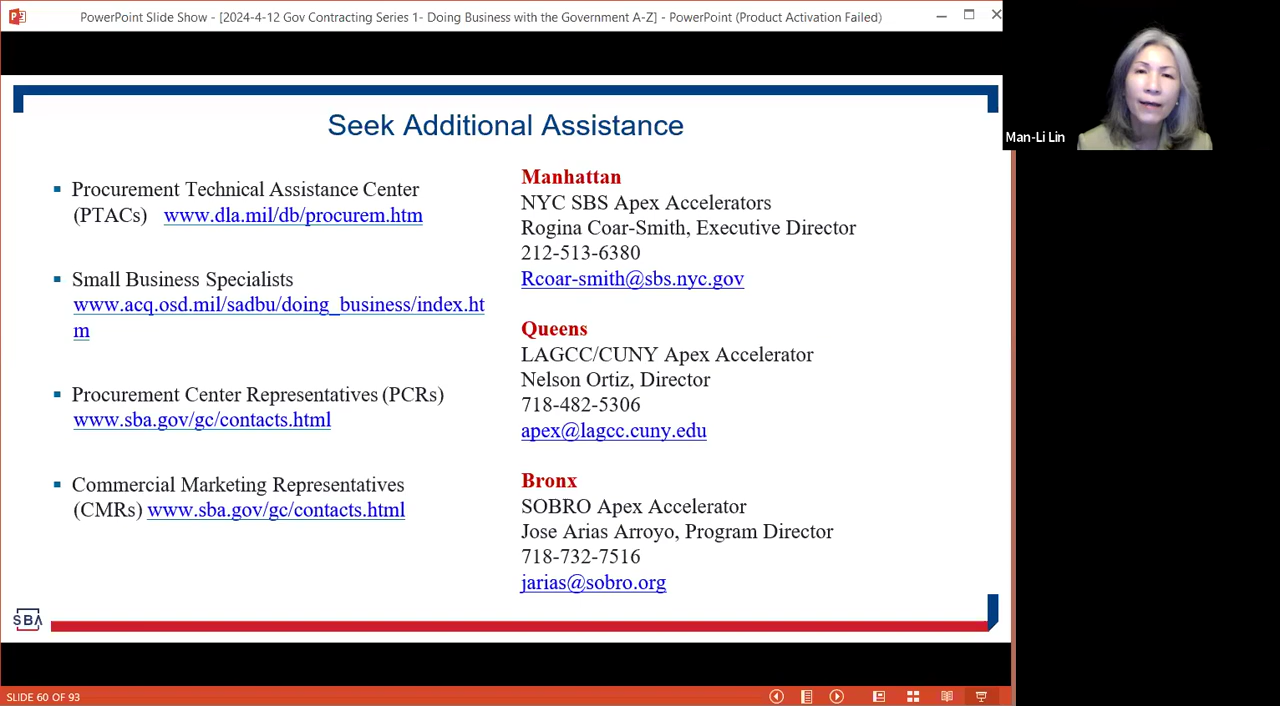 PowerPoint Slide Show - [2024-4-12 Gov Contracting Series 1- Doing Business with the Government A-Z] - PowerPoint (Product Activation Failed)
Man-Li Lin
Seek Additional Assistance
Procurement Technical Assistance Center
(PTACs) www.dla.mil/db/procurem.htm
Small Business Specialists
www.acq.osd.mil/sadbu/doing_business/index.ht
m
Procurement Center Representatives (PCRs)
www.sba.gov/gc/contacts.html
Commercial Marketing Representatives
(CMRs) www.sba.gov/gc/contacts.html
Manhattan
NYC SBS Apex Accelerators
Rogina Coar-Smith, Executive Director
212-513-6380
Rcoar-smith@sbs.nyc.gov
Queens
LAGCC/CUNY Apex Accelerator
Nelson Ortiz, Director
718-482-5306
apex@lagcc.cuny.edu
Bronx
SOBRO Apex Accelerator
Jose Arias Arroyo, Program Director
718-732-7516
jarias@sobro.org
SBA
SLIDE 60 OF 93